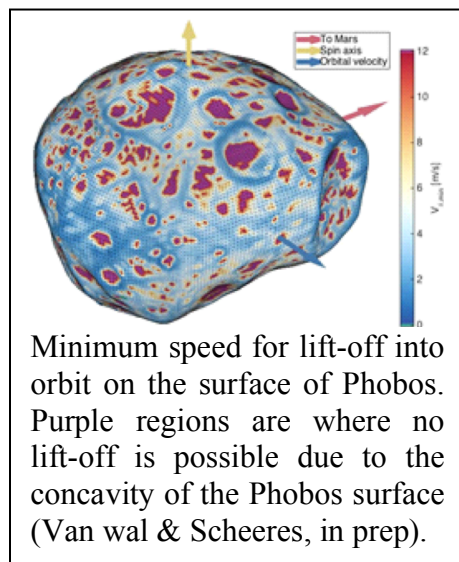 To Mars
Spin axis
Orbital velocity
12
10
8
6
4
2
0
Minimum speed for lift-off into
orbit on the surface of Phobos.
Purple regions are where no
lift-off is possible due to the
concavity of the Phobos surface
(Van wal & Scheeres, in prep).